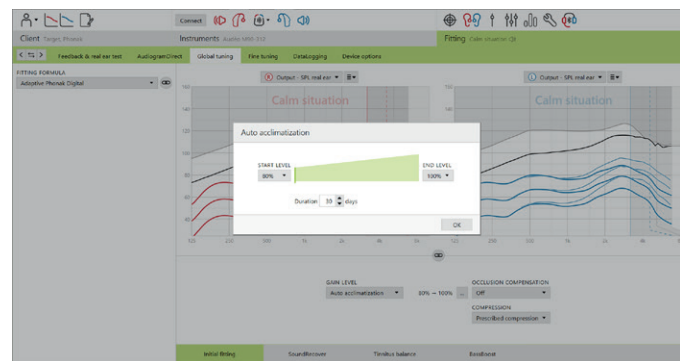 Connect
Client Target, Phonak
Instruments Audéo M90-312
Fitting Calm situation
Feedback & real ear test AudiogramDirect Global tuning Fine tuning DataLogging Device options
FITTING FORMULA
Adaptive Phonak Digital
Output - SPL real ear
Output - SPL real ear
Calm situation
Calm situation
Auto acclimatization
START LEVEL
80%
END LEVEL
100%
Duration 30 days
OK
GAIN LEVEL
Auto acclimatization
80% → 100% ...
OCCLUSION COMPENSATION
Off
COMPRESSION
Prescribed compression
Initial fitting SoundRecover Tinnitus balance EasyBoost